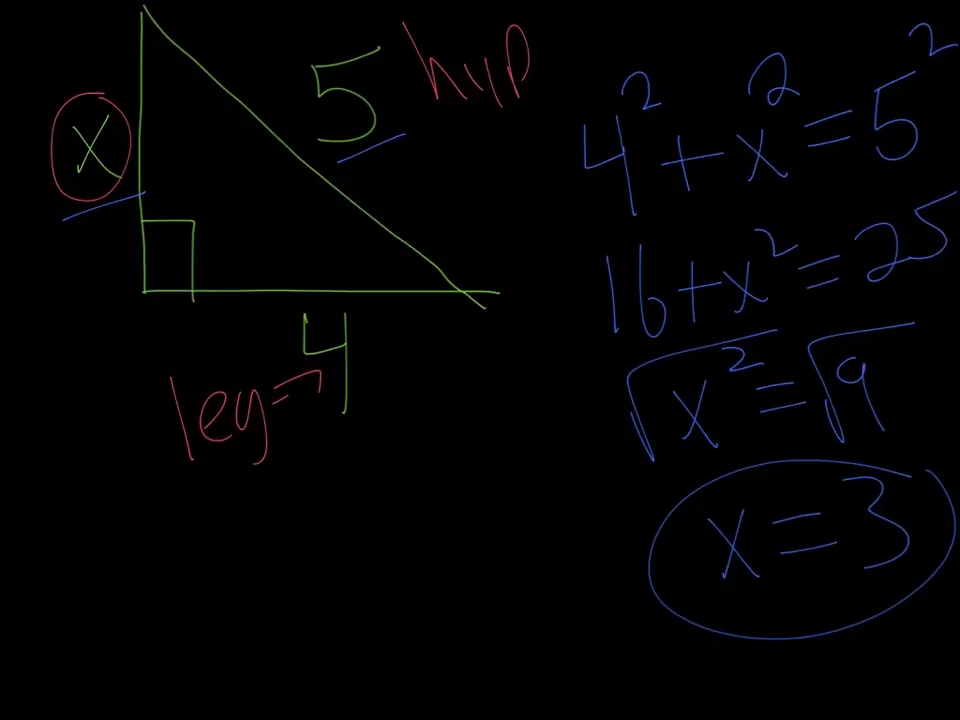 x
5 hyp
4
leg = ?
4² + x² = 5²
16 + x² = 25
√x² = √9
x = 3